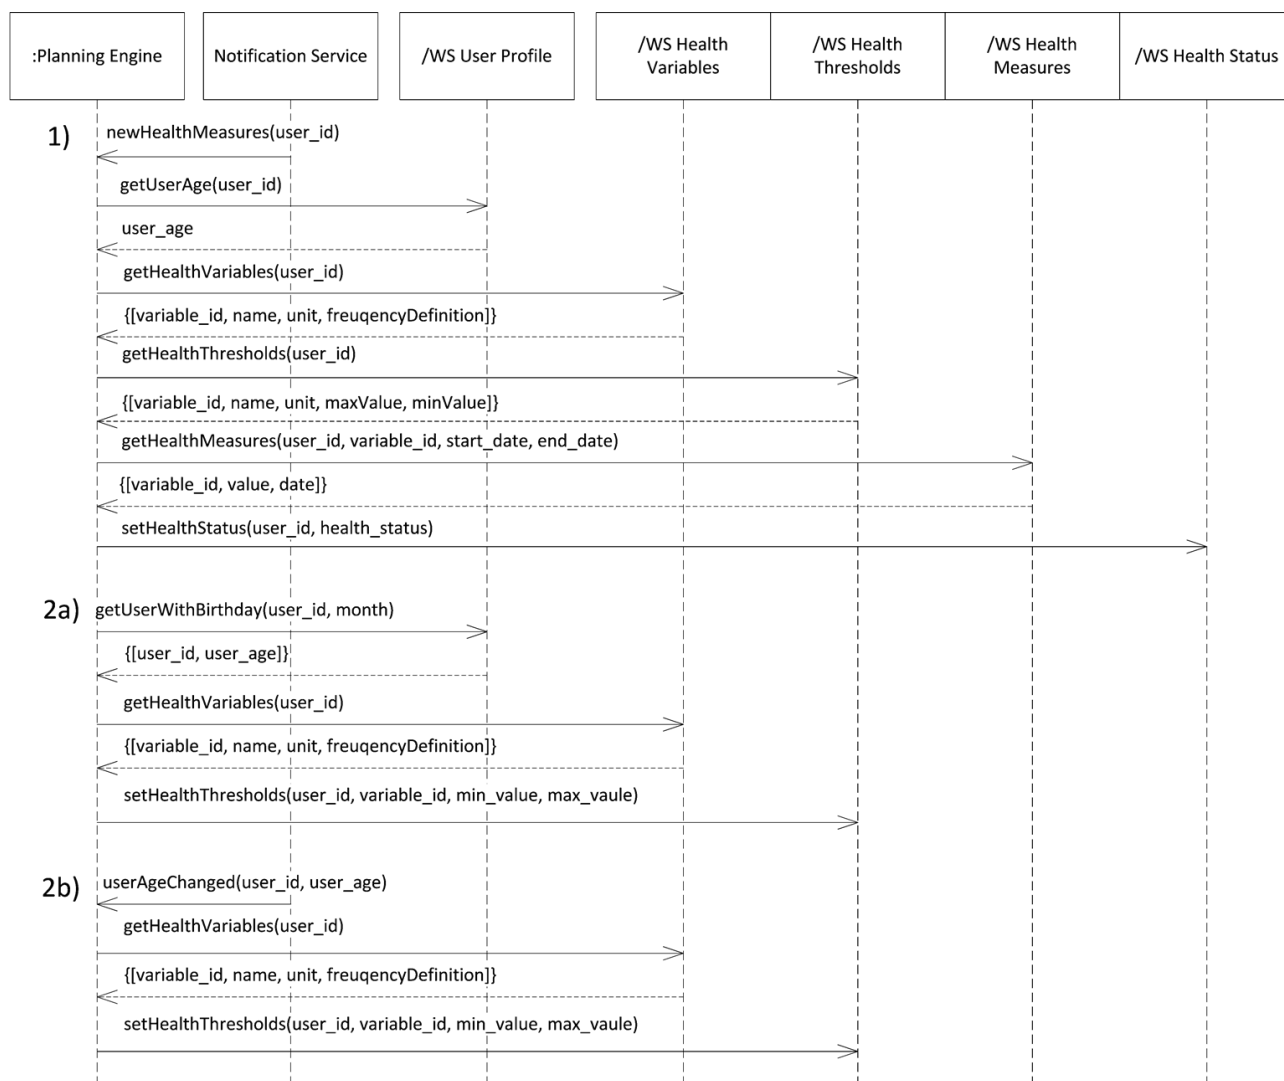 :Planning Engine
Notification Service
/WS User Profile
/WS Health
Variables
/WS Health
Thresholds
/WS Health
Measures
/WS Health Status
1)
newHealthMeasures(user_id)
getUserAge(user_id)
user_age
getHealthVariables(user_id)
{[variable_id, name, unit, freuqencyDefinition]}
getHealthThresholds(user_id)
{[variable_id, name, unit, maxValue, minValue]}
getHealthMeasures(user_id, variable_id, start_date, end_date)
{[variable_id, value, date]}
setHealthStatus(user_id, health_status)
2a)
getUserWithBirthday(user_id, month)
{[user_id, user_age]}
getHealthVariables(user_id)
{[variable_id, name, unit, freuqencyDefinition]}
setHealthThresholds(user_id, variable_id, min_value, max_vaule)
2b)
userAgeChanged(user_id, user_age)
getHealthVariables(user_id)
{[variable_id, name, unit, freuqencyDefinition]}
setHealthThresholds(user_id, variable_id, min_value, max_vaule)